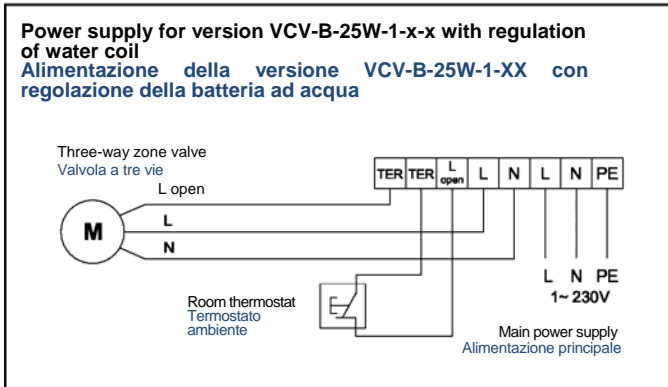 Power supply for version VCV-B-25W-1-x-x with regulation
of water coil
Alimentazione della versione VCV-B-25W-1-XX con
regolazione della batteria ad acqua
Three-way zone valve
Valvola a tre vie
L open
TER TER L open L N L N PE
M
L
N
L N PE
1~ 230V
Room thermostat
Termostato
ambiente
Main power supply
Alimentazione principale